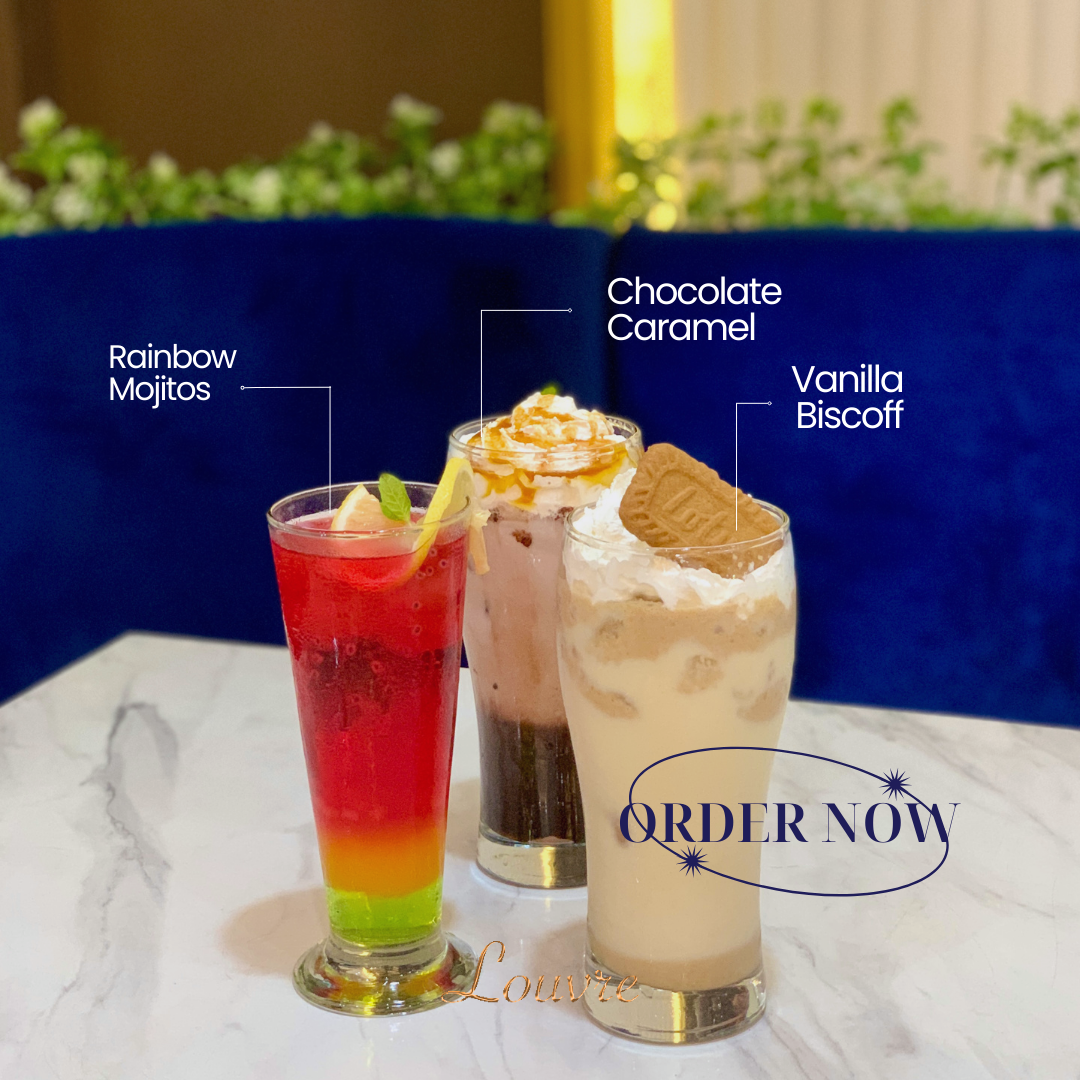 Chocolate
Caramel
Rainbow
Mojitos
Vanilla
Biscoff
ORDER NOW
Louvre